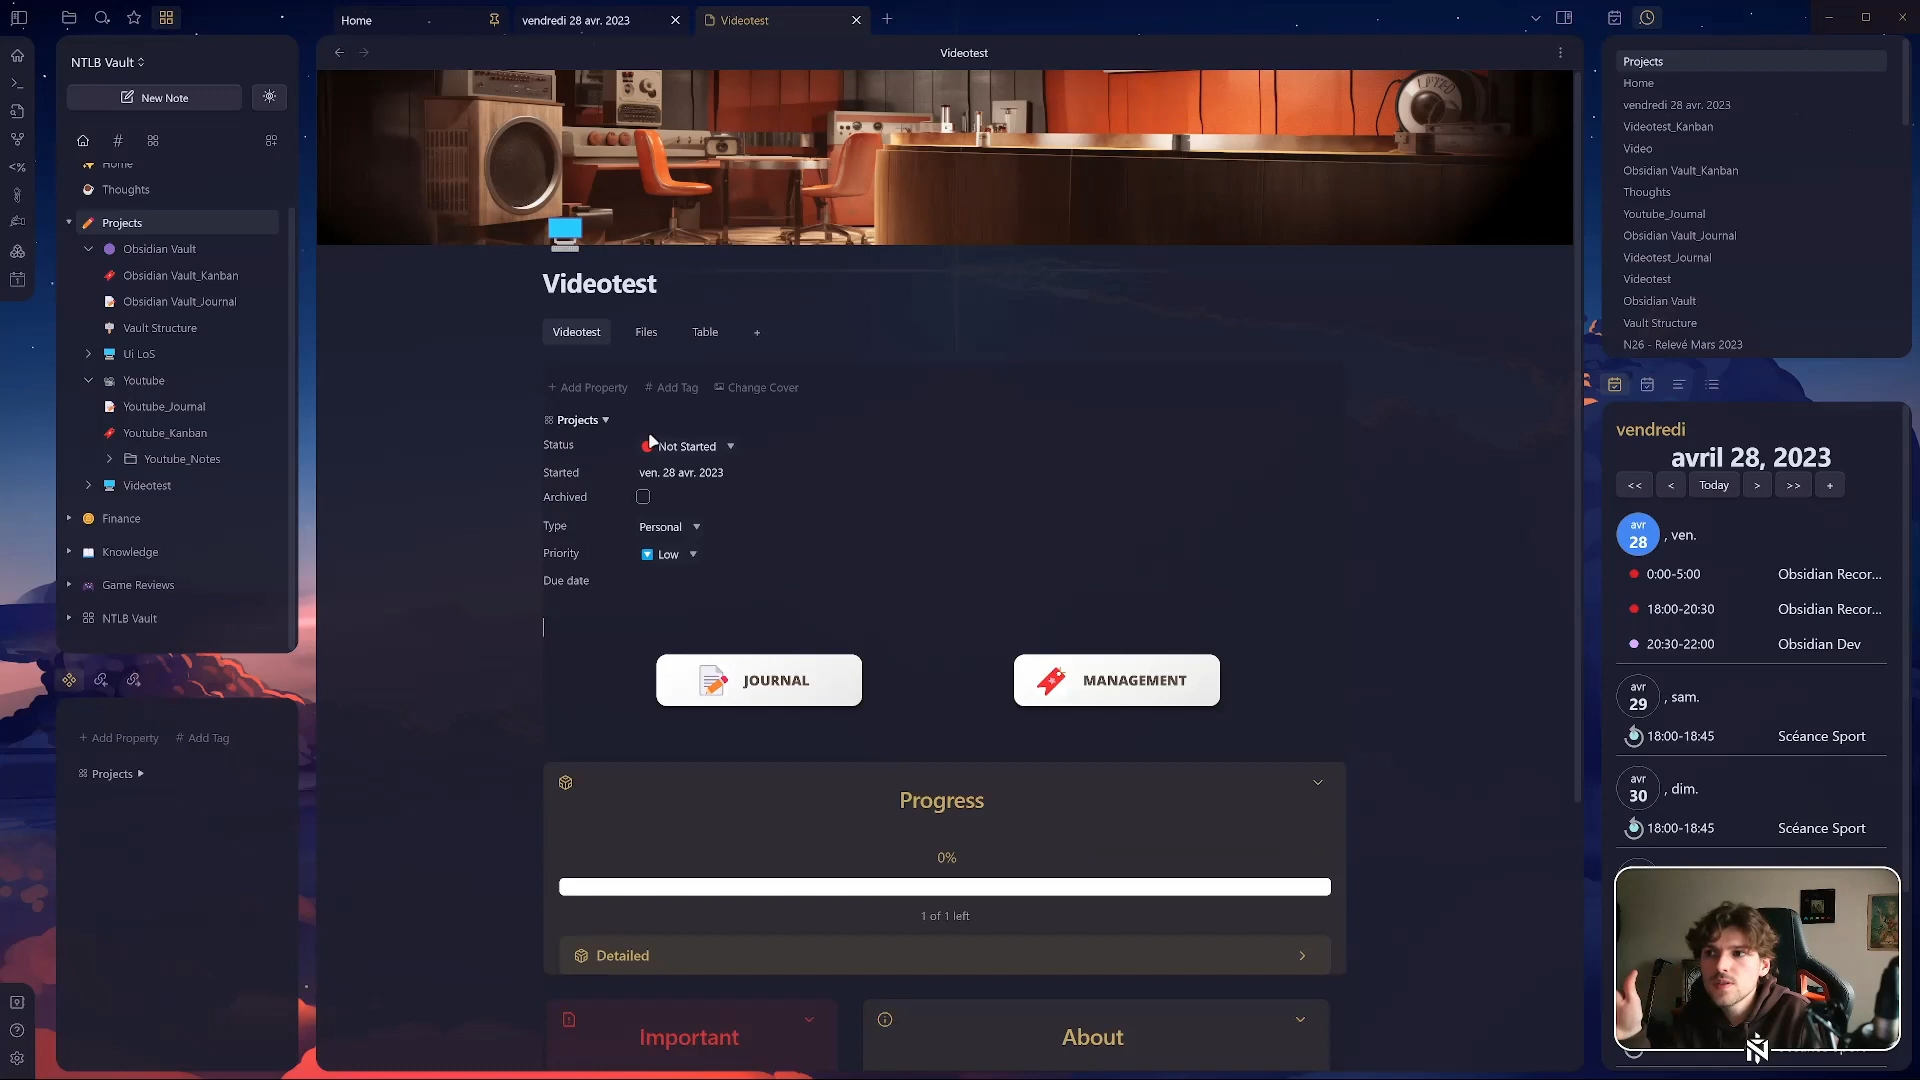 Home
vendredi 28 avr. 2023
Videotest
NTLB Vault
New Note
#
Home
Thoughts
Projects
Obsidian Vault
Obsidian Vault_Kanban
Obsidian Vault_Journal
Vault Structure
Ui LoS
Youtube
Youtube_Journal
Youtube_Kanban
Youtube_Notes
Videotest
Finance
Knowledge
Game Reviews
NTLB Vault
+ Add Property
# Add Tag
Projects
Videotest
Videotest
Videotest
Files
Table
+
+ Add Property
# Add Tag
Change Cover
Projects
Status
Not Started
Started
ven. 28 avr. 2023
Archived
Type
Personal
Priority
Low
Due date
JOURNAL
MANAGEMENT
Progress
0%
1 of 1 left
Detailed
Important
About
Projects
Home
vendredi 28 avr. 2023
Videotest_Kanban
Video
Obsidian Vault_Kanban
Thoughts
Youtube_Journal
Obsidian Vault_Journal
Videotest_Journal
Videotest
Obsidian Vault
Vault Structure
N26 - Relevé Mars 2023
vendredi
avril 28, 2023
<<
<
Today
>
>>
+
avr
28
, ven.
0:00-5:00
Obsidian Recor...
18:00-20:30
Obsidian Recor...
20:30-22:00
Obsidian Dev
avr
29
, sam.
18:00-18:45
Scéance Sport
avr
30
, dim.
18:00-18:45
Scéance Sport